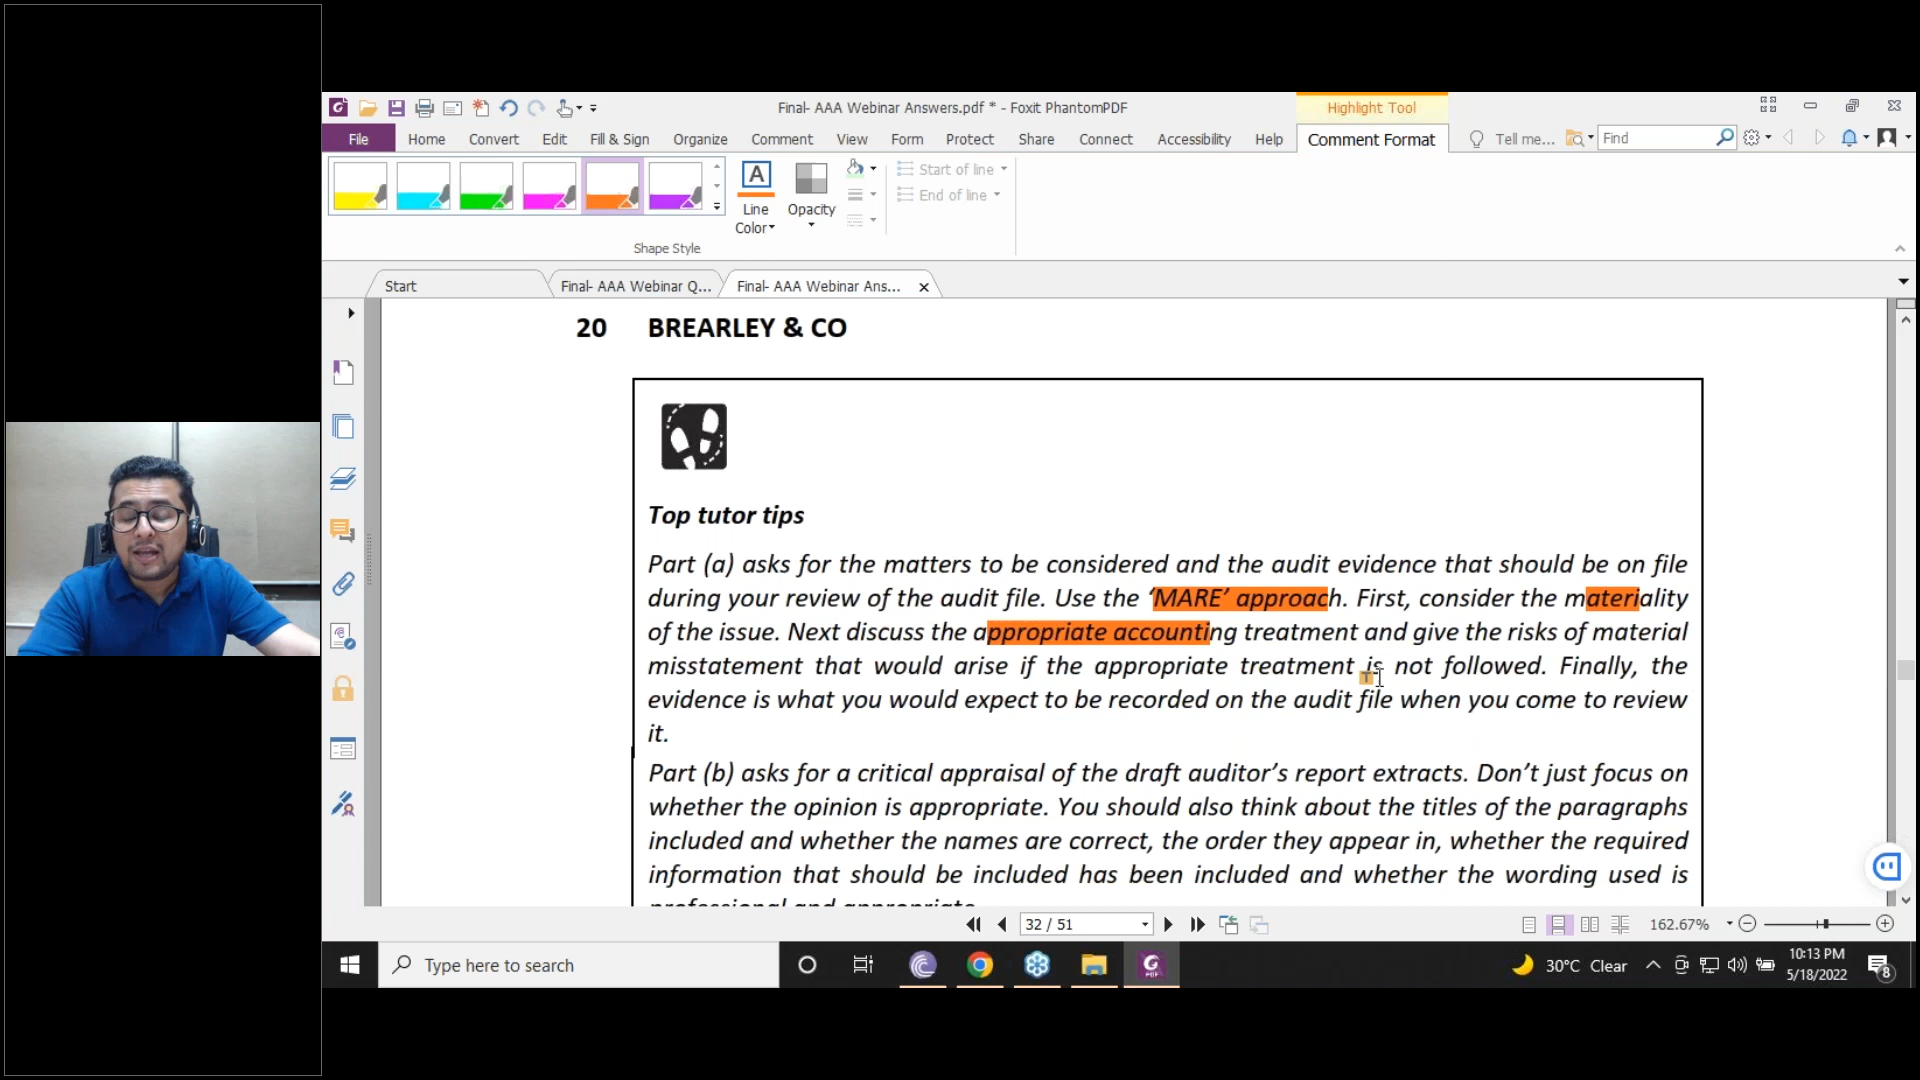 Final- AAA Webinar Answers.pdf * - Foxit PhantomPDF
Highlight Tool
File
Home
Convert
Edit
Fill & Sign
Organize
Comment
View
Form
Protect
Share
Connect
Accessibility
Help
Comment Format
Tell me...
Find
Line Color
Opacity
Start of line
End of line
Shape Style
Start
Final- AAA Webinar Q...
Final- AAA Webinar Ans...
20 BREARLEY & CO
Top tutor tips
Part (a) asks for the matters to be considered and the audit evidence that should be on file
during your review of the audit file. Use the ‘MARE’ approach. First, consider the materiality
of the issue. Next discuss the appropriate accounting treatment and give the risks of material
misstatement that would arise if the appropriate treatment is not followed. Finally, the
evidence is what you would expect to be recorded on the audit file when you come to review
it.
Part (b) asks for a critical appraisal of the draft auditor’s report extracts. Don’t just focus on
whether the opinion is appropriate. You should also think about the titles of the paragraphs
included and whether the names are correct, the order they appear in, whether the required
information that should be included has been included and whether the wording used is
professional and appropriate.
32 / 51
162.67%
Type here to search
30°C Clear
10:13 PM
5/18/2022
8